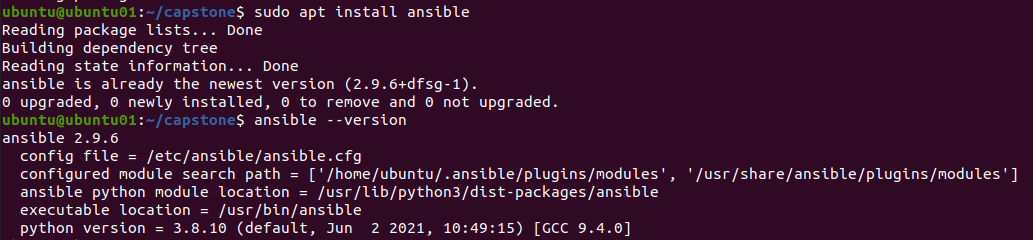 ubuntu@ubuntu01:~/capstone$ sudo apt install ansible
Reading package lists... Done
Building dependency tree
Reading state information... Done
ansible is already the newest version (2.9.6+dfsg-1).
0 upgraded, 0 newly installed, 0 to remove and 0 not upgraded.
ubuntu@ubuntu01:~/capstone$ ansible --version
ansible 2.9.6
  config file = /etc/ansible/ansible.cfg
  configured module search path = ['/home/ubuntu/.ansible/plugins/modules', '/usr/share/ansible/plugins/modules']
  ansible python module location = /usr/lib/python3/dist-packages/ansible
  executable location = /usr/bin/ansible
  python version = 3.8.10 (default, Jun  2 2021, 10:49:15) [GCC 9.4.0]